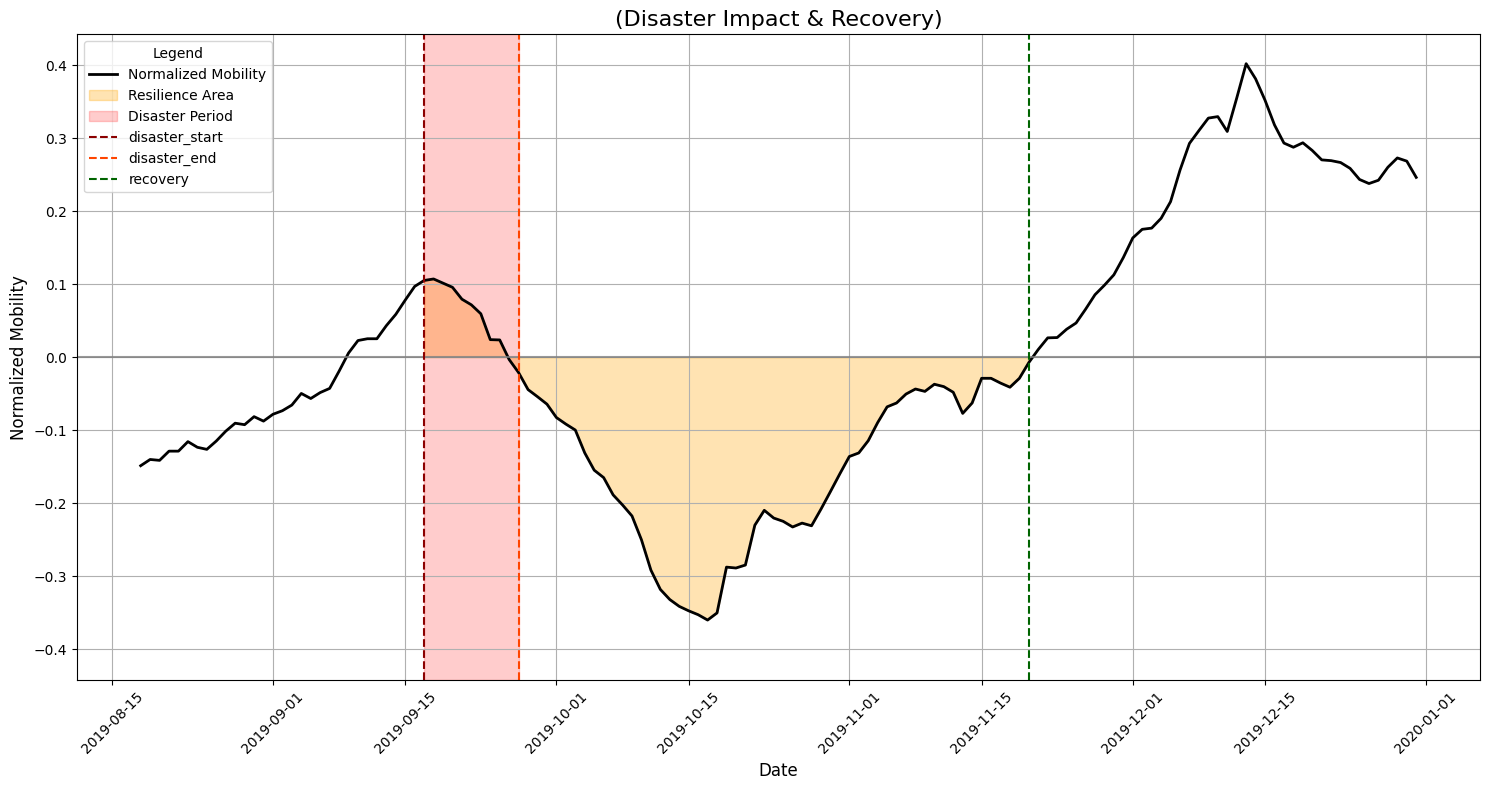 (Disaster Impact & Recovery)
Legend
Normalized Mobility
Resilience Area
Disaster Period
disaster_start
disaster_end
recovery
Normalized Mobility
0.4
0.3
0.2
0.1
0.0
−0.1
−0.2
−0.3
−0.4
2019-08-15
2019-09-01
2019-09-15
2019-10-01
2019-10-15
2019-11-01
2019-11-15
2019-12-01
2019-12-15
2020-01-01
Date